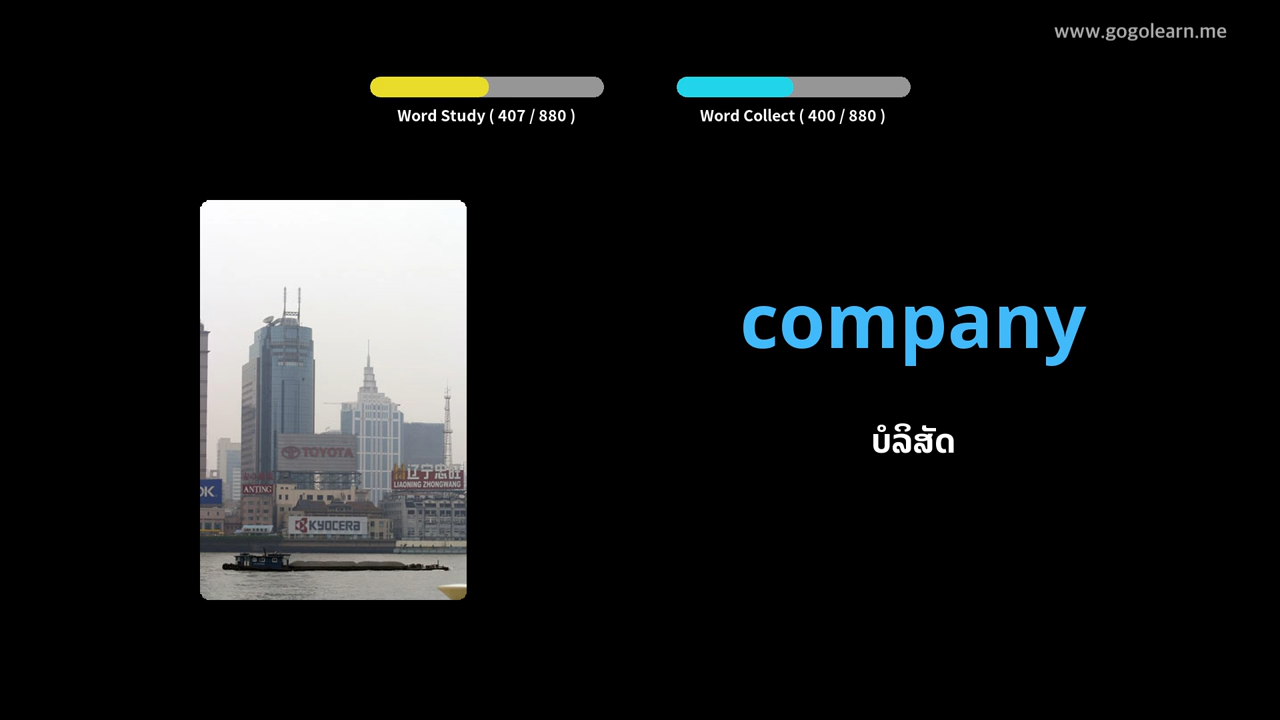 www.gogolearn.me
Word Study ( 407 / 880 )
Word Collect ( 400 / 880 )
company
ບໍລິສັດ
TOYOTA
辽宁忠旺
LIAONING ZHONGWANG
ANTING
KYOCERA